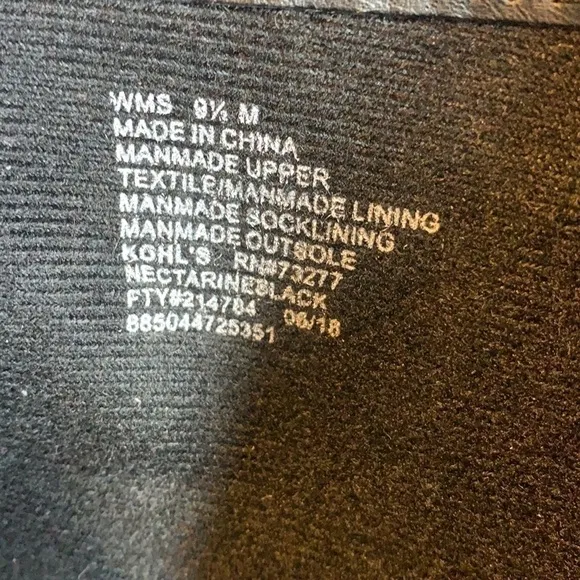 WMS 9½ M
MADE IN CHINA
MANMADE UPPER
TEXTILE/MANMADE LINING
MANMADE SOCKLINING
MANMADE OUTSOLE
KOHL'S RN#73277
NECTARINEBLACK
FTY#214784 06/18
885044725351